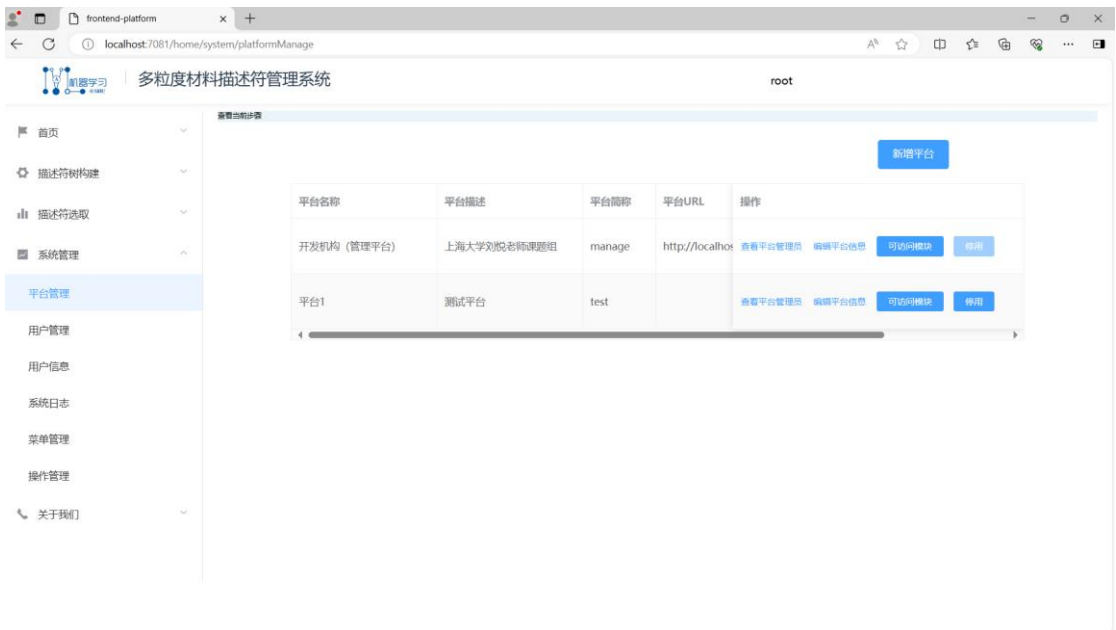 frontend-platform
localhost:7081/home/system/platformManage
机器学习
多粒度材料描述符管理系统
root
查看当前步骤
首页
描述符树构建
描述符选取
系统管理
平台管理
用户管理
用户信息
系统日志
菜单管理
操作管理
关于我们
新增平台
平台名称 平台描述 平台简称 平台URL 操作
开发机构（管理平台） 上海大学刘悦老师课题组 manage http://localhos 查看平台管理员 编辑平台信息 可访问模块 停用
平台1 测试平台 test 查看平台管理员 编辑平台信息 可访问模块 停用